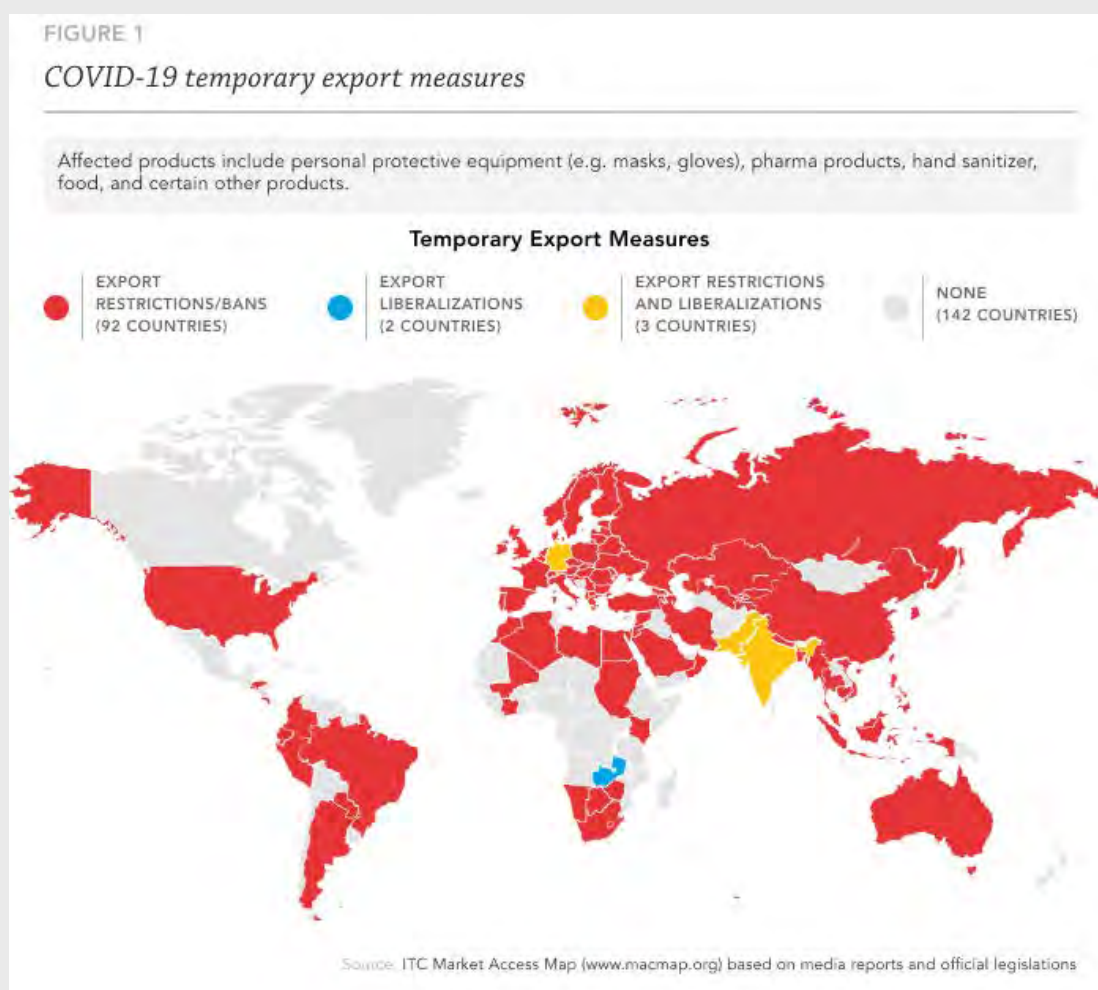 FIGURE 1
COVID-19 temporary export measures
Affected products include personal protective equipment (e.g. masks, gloves), pharma products, hand sanitizer,
food, and certain other products.
Temporary Export Measures
EXPORT
RESTRICTIONS/BANS
(92 COUNTRIES)
EXPORT
LIBERALIZATIONS
(2 COUNTRIES)
EXPORT RESTRICTIONS
AND LIBERALIZATIONS
(3 COUNTRIES)
NONE
(142 COUNTRIES)
Source: ITC Market Access Map (www.macmap.org) based on media reports and official legislations